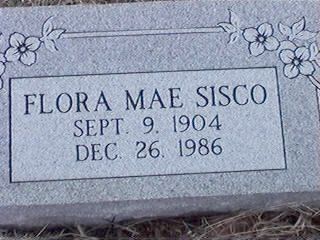 FLORA MAE SISCO
SEPT. 9, 1904
DEC. 26, 1986